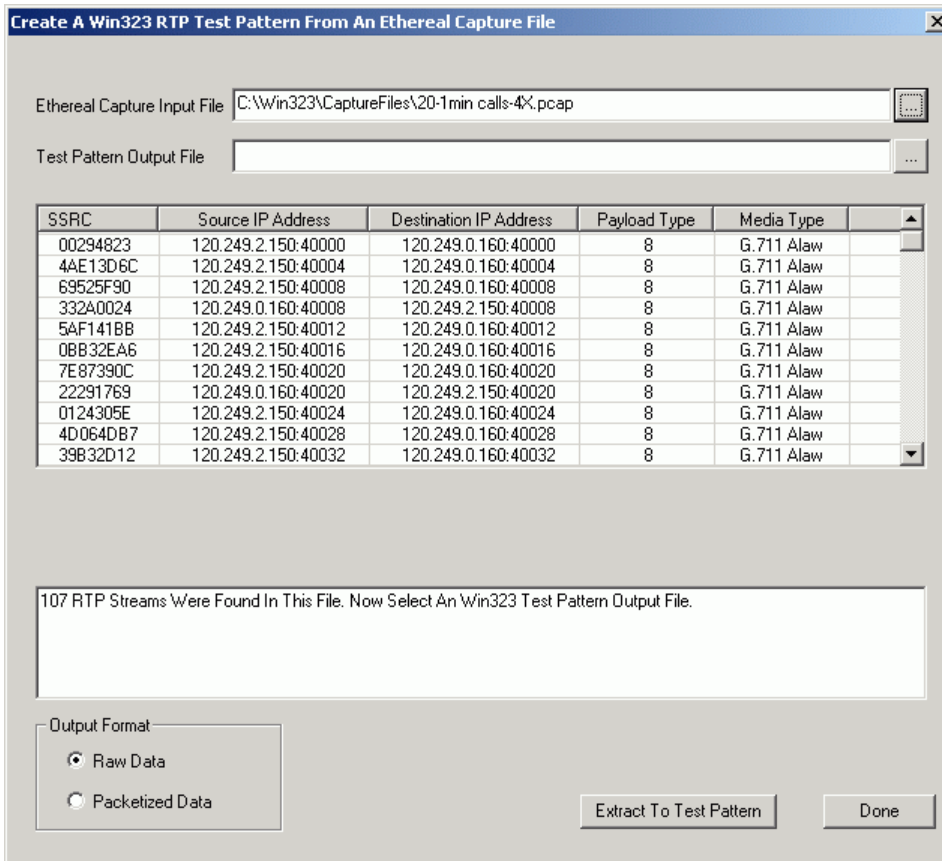 Create A Win323 RTP Test Pattern From An Ethereal Capture File
Ethereal Capture Input File C:\Win323\CaptureFiles\20-1min calls-4X.pcap ...
Test Pattern Output File ...
SSRC Source IP Address Destination IP Address Payload Type Media Type
00294823 120.249.2.150:40000 120.249.0.160:40000 8 G.711 Alaw
4AE13D6C 120.249.2.150:40004 120.249.0.160:40004 8 G.711 Alaw
69525F90 120.249.2.150:40008 120.249.0.160:40008 8 G.711 Alaw
332A0024 120.249.0.160:40008 120.249.2.150:40008 8 G.711 Alaw
5AF141BB 120.249.2.150:40012 120.249.0.160:40012 8 G.711 Alaw
0BB32EA6 120.249.2.150:40016 120.249.0.160:40016 8 G.711 Alaw
7E87390C 120.249.2.150:40020 120.249.0.160:40020 8 G.711 Alaw
22291769 120.249.0.160:40020 120.249.2.150:40020 8 G.711 Alaw
0124305E 120.249.2.150:40024 120.249.0.160:40024 8 G.711 Alaw
4D064DB7 120.249.2.150:40028 120.249.0.160:40028 8 G.711 Alaw
39B32D12 120.249.2.150:40032 120.249.0.160:40032 8 G.711 Alaw
107 RTP Streams Were Found In This File. Now Select An Win323 Test Pattern Output File.
Output Format
Raw Data
Packetized Data
Extract To Test Pattern Done